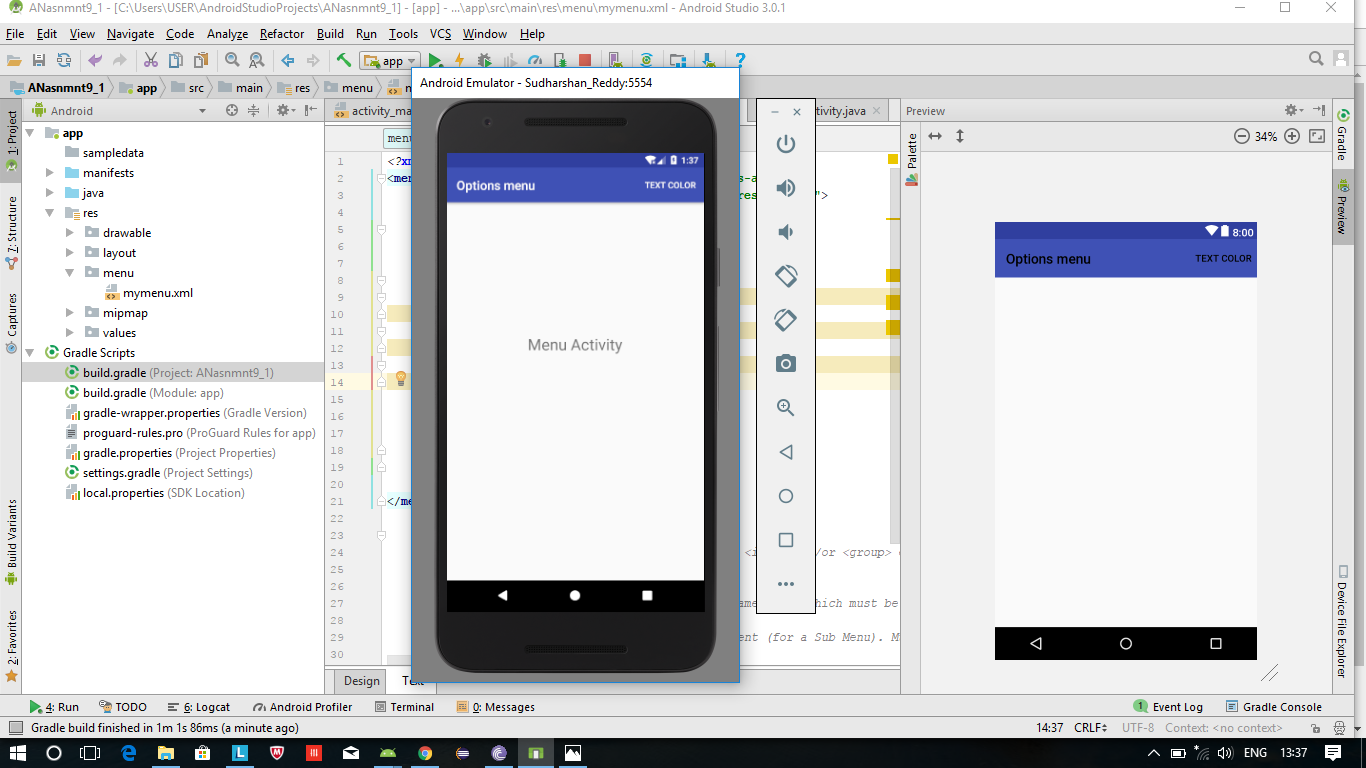 ANasnmnt9_1 - [C:\Users\USER\AndroidStudioProjects\ANasnmnt9_1] - [app] - ...\app\src\main\res\menu\mymenu.xml - Android Studio 3.0.1
File Edit View Navigate Code Analyze Refactor Build Run Tools VCS Window Help
app
ANasnmnt9_1 app src main res menu
Android Emulator - Sudharshan_Reddy:5554
Android
activity_ma
tivity.java
Preview
1: Project
7: Structure
Captures
Build Variants
2: Favorites
app
sampledata
manifests
java
res
drawable
layout
menu
mymenu.xml
mipmap
values
Gradle Scripts
build.gradle (Project: ANasnmnt9_1)
build.gradle (Module: app)
gradle-wrapper.properties (Gradle Version)
proguard-rules.pro (ProGuard Rules for app)
gradle.properties (Project Properties)
settings.gradle (Project Settings)
local.properties (SDK Location)
menu
1 <?xm
2 <me
3 ">
4
5
6
7
8
9
10
11
12
13
14
15
16
17
18
19
20
21 </me
22
23
24 /or <group>
25
26
27 which must be
28
29 ent (for a Sub Menu). M
30
Design Text
1:37
Options menu TEXT COLOR
Menu Activity
Palette
34%
8:00
Options menu TEXT COLOR
Gradle
Preview
Device File Explorer
4: Run TODO 6: Logcat Android Profiler Terminal 0: Messages 1 Event Log Gradle Console
Gradle build finished in 1m 1s 86ms (a minute ago) 14:37 CRLF UTF-8 Context: <no context>
ENG 13:37